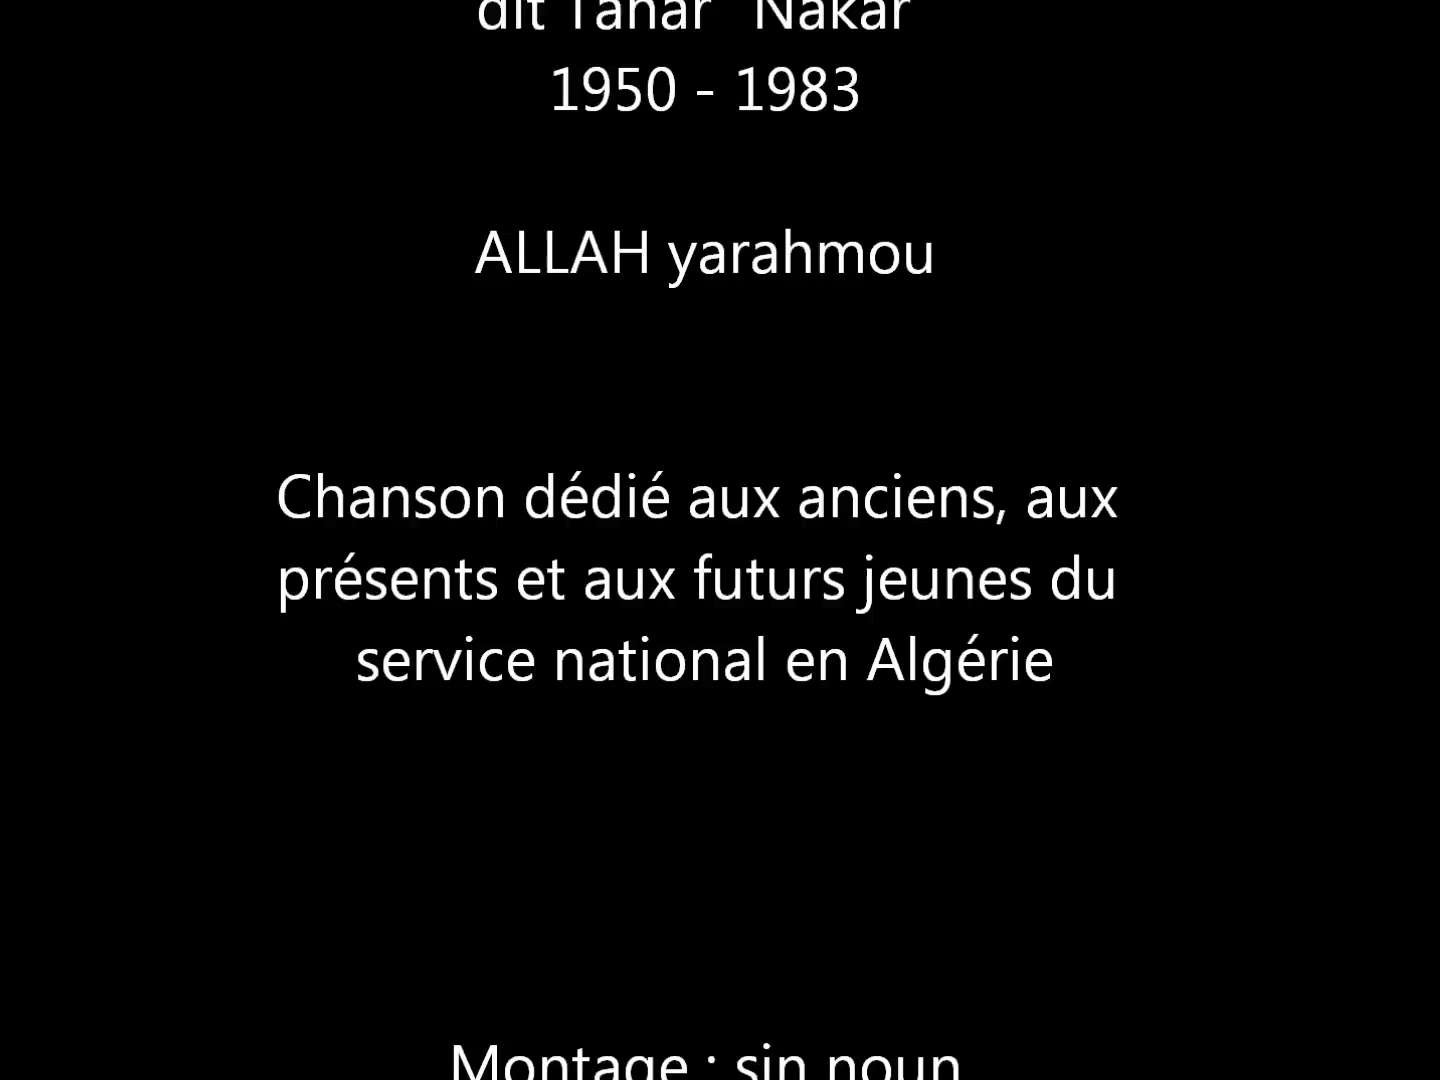 dit Tahar "Nakar"
1950 - 1983
ALLAH yarahmou
Chanson dédié aux anciens, aux
présents et aux futurs jeunes du
service national en Algérie
Montage : sin noun